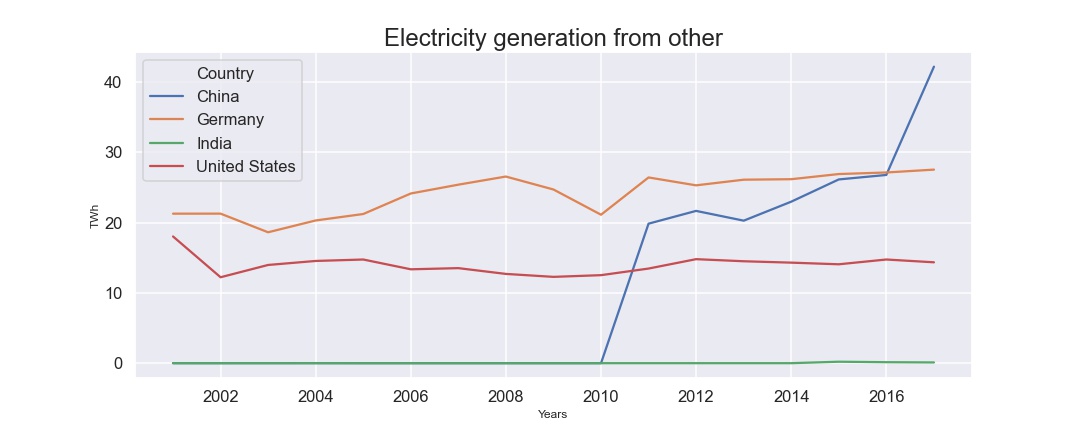 Electricity generation from other
Country
China
Germany
India
United States
40
30
20
10
0
TWh
2002 2004 2006 2008 2010 2012 2014 2016
Years